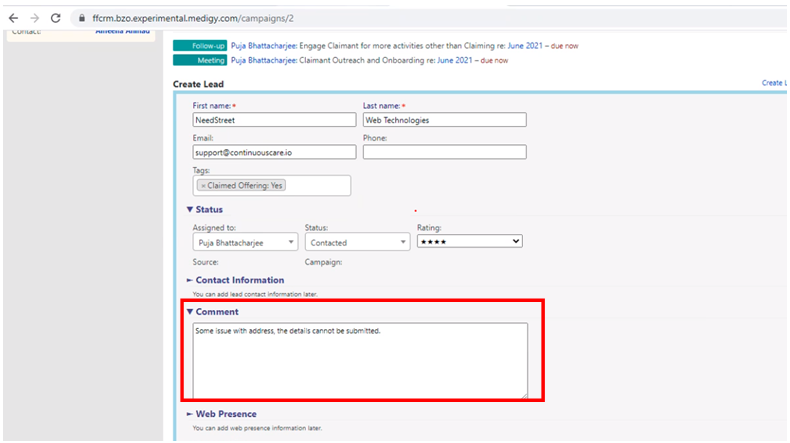 ffcrm.bzo.experimental.medigy.com/campaigns/2
Contact: Ameena Ahmad
Follow-up Puja Bhattacharjee: Engage Claimant for more activities other than Claiming re: June 2021 – due now
Meeting Puja Bhattacharjee: Claimant Outreach and Onboarding re: June 2021 – due now
Create Lead Create L
First name: * Last name: *
NeedStreet Web Technologies
Email: Phone:
support@continuouscare.io
Tags:
× Claimed Offering: Yes
▼ Status
Assigned to: Status: Rating:
Puja Bhattacharjee Contacted ★★★★
Source: Campaign:
► Contact Information
You can add lead contact information later.
▼ Comment
Some issue with address, the details cannot be submitted.
► Web Presence
You can add web presence information later.